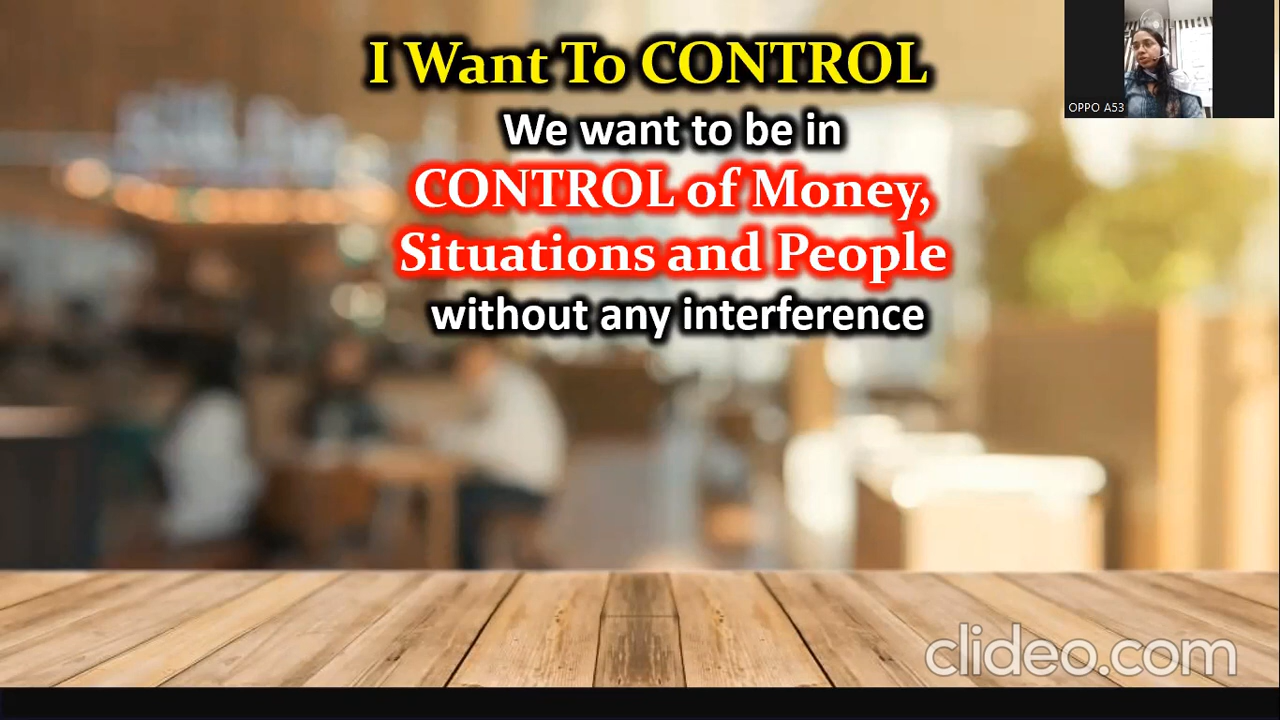 I Want To CONTROL
We want to be in
CONTROL of Money,
Situations and People
without any interference
OPPO A53
clideo.com